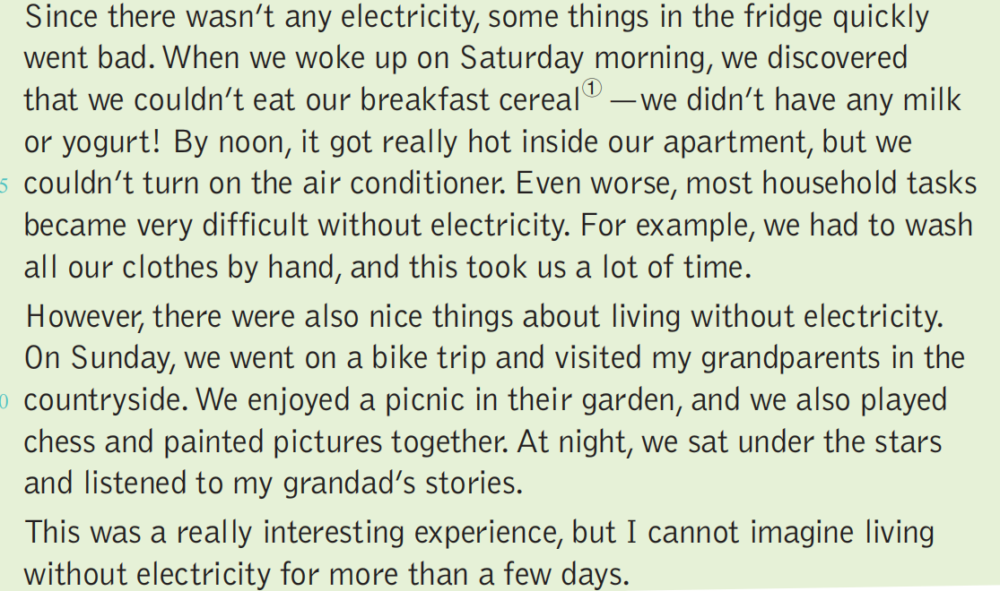 Since there wasn't any electricity, some things in the fridge quickly
went bad. When we woke up on Saturday morning, we discovered
that we couldn't eat our breakfast cereal① —we didn't have any milk
or yogurt! By noon, it got really hot inside our apartment, but we
5 couldn't turn on the air conditioner. Even worse, most household tasks
became very difficult without electricity. For example, we had to wash
all our clothes by hand, and this took us a lot of time.
However, there were also nice things about living without electricity.
On Sunday, we went on a bike trip and visited my grandparents in the
0 countryside. We enjoyed a picnic in their garden, and we also played
chess and painted pictures together. At night, we sat under the stars
and listened to my grandad's stories.
This was a really interesting experience, but I cannot imagine living
without electricity for more than a few days.